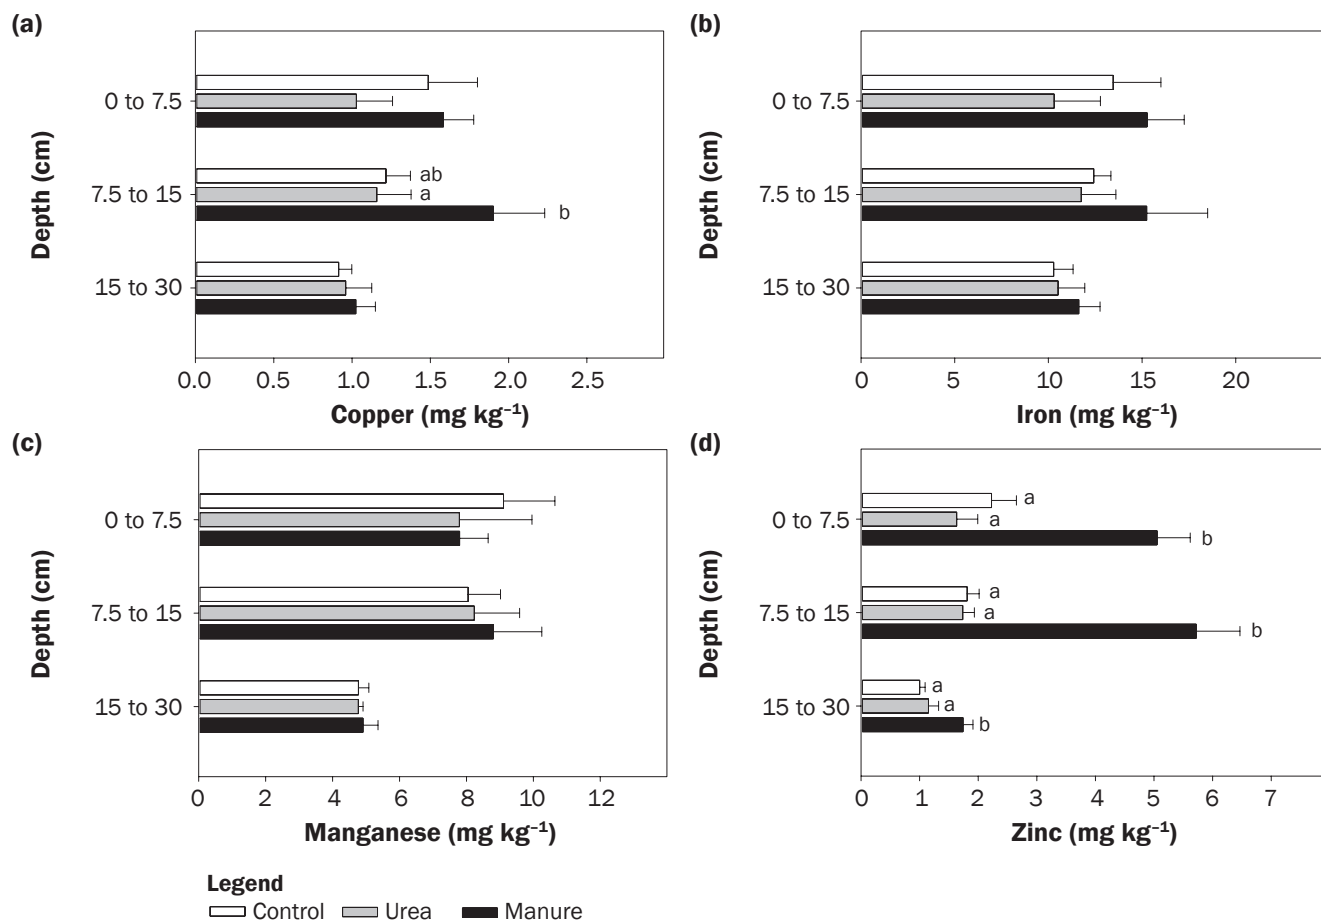 (a)
Depth (cm)
0 to 7.5
7.5 to 15
15 to 30
ab
a
b
0.0 0.5 1.0 1.5 2.0 2.5
Copper (mg kg⁻¹)
(b)
Depth (cm)
0 to 7.5
7.5 to 15
15 to 30
0 5 10 15 20
Iron (mg kg⁻¹)
(c)
Depth (cm)
0 to 7.5
7.5 to 15
15 to 30
0 2 4 6 8 10 12
Manganese (mg kg⁻¹)
(d)
Depth (cm)
0 to 7.5
7.5 to 15
15 to 30
a
a
b
a
a
b
a
a
b
0 1 2 3 4 5 6 7
Zinc (mg kg⁻¹)
Legend
Control Urea Manure